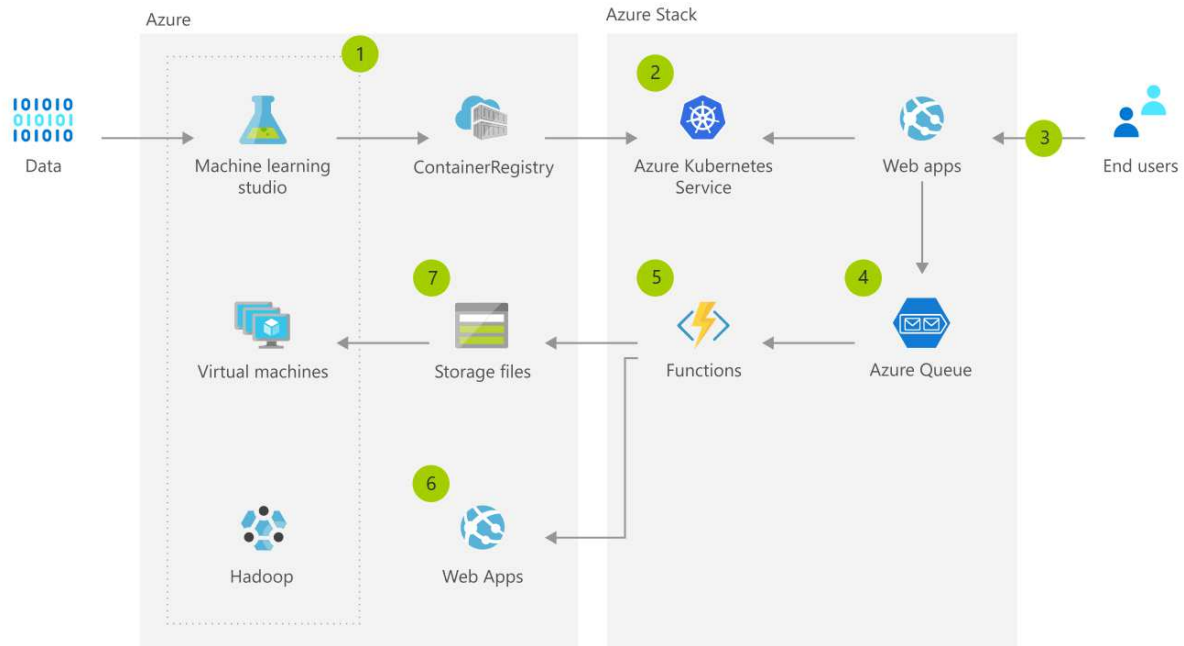 Azure
Azure Stack
1
2
101010
010101
101010
3
Data
Machine learning
studio
ContainerRegistry
Azure Kubernetes
Service
Web apps
End users
7
5
4
Virtual machines
Storage files
Functions
Azure Queue
6
Hadoop
Web Apps